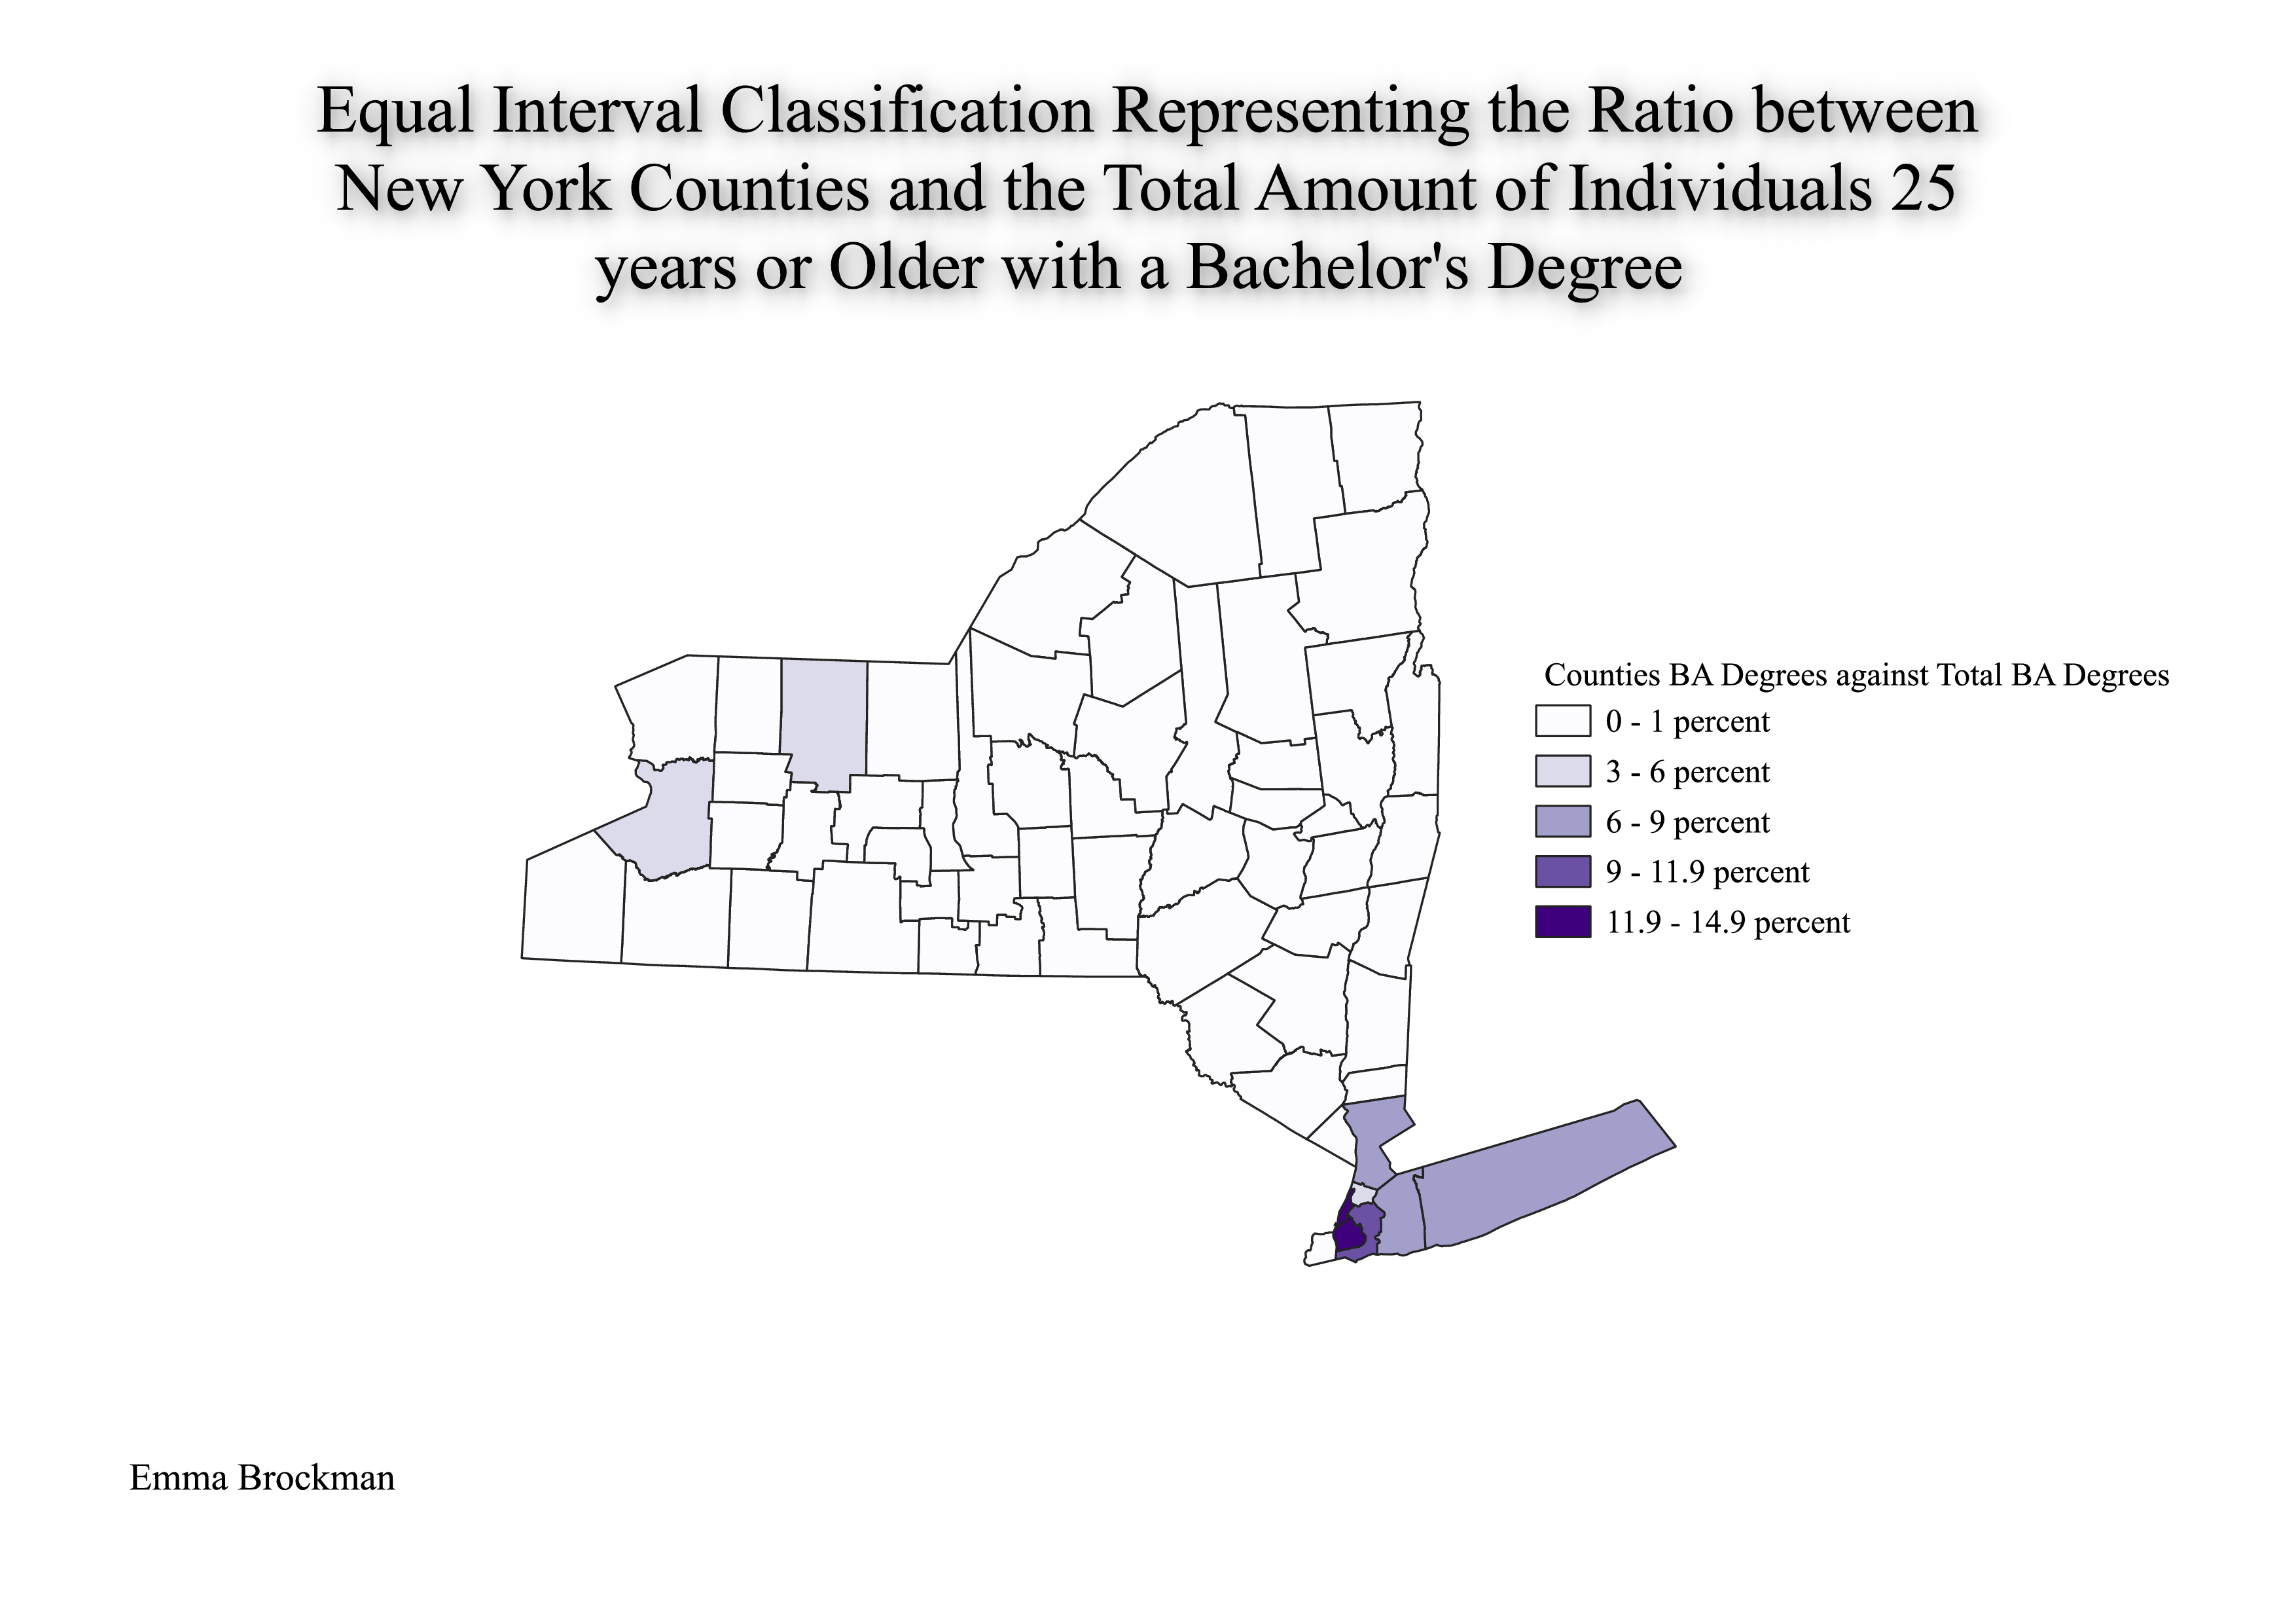 Equal Interval Classification Representing the Ratio between
New York Counties and the Total Amount of Individuals 25
years or Older with a Bachelor's Degree
Counties BA Degrees against Total BA Degrees
0 - 1 percent
3 - 6 percent
6 - 9 percent
9 - 11.9 percent
11.9 - 14.9 percent
Emma Brockman